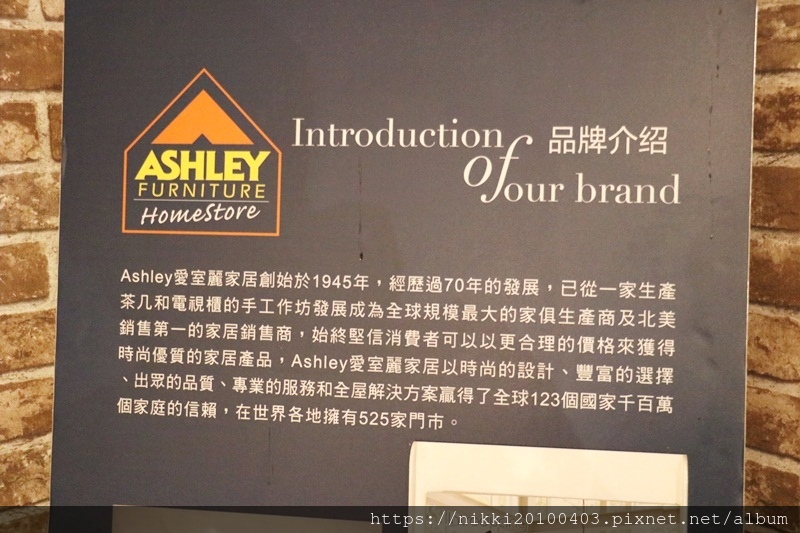 ASHLEY
FURNITURE
HomeStore
Introduction 品牌介绍
of our brand
Ashley愛室麗家居創始於1945年，經歷過70年的發展，已從一家生產
茶几和電視櫃的手工作坊發展成為全球規模最大的家俱生產商及北美
銷售第一的家居銷售商，始終堅信消費者可以以更合理的價格來獲得
時尚優質的家居產品，Ashley愛室麗家居以時尚的設計、豐富的選擇
、出眾的品質、專業的服務和全屋解決方案贏得了全球123個國家千百萬
個家庭的信賴，在世界各地擁有525家門市。
https://nikki20100403.pixnet.net/album